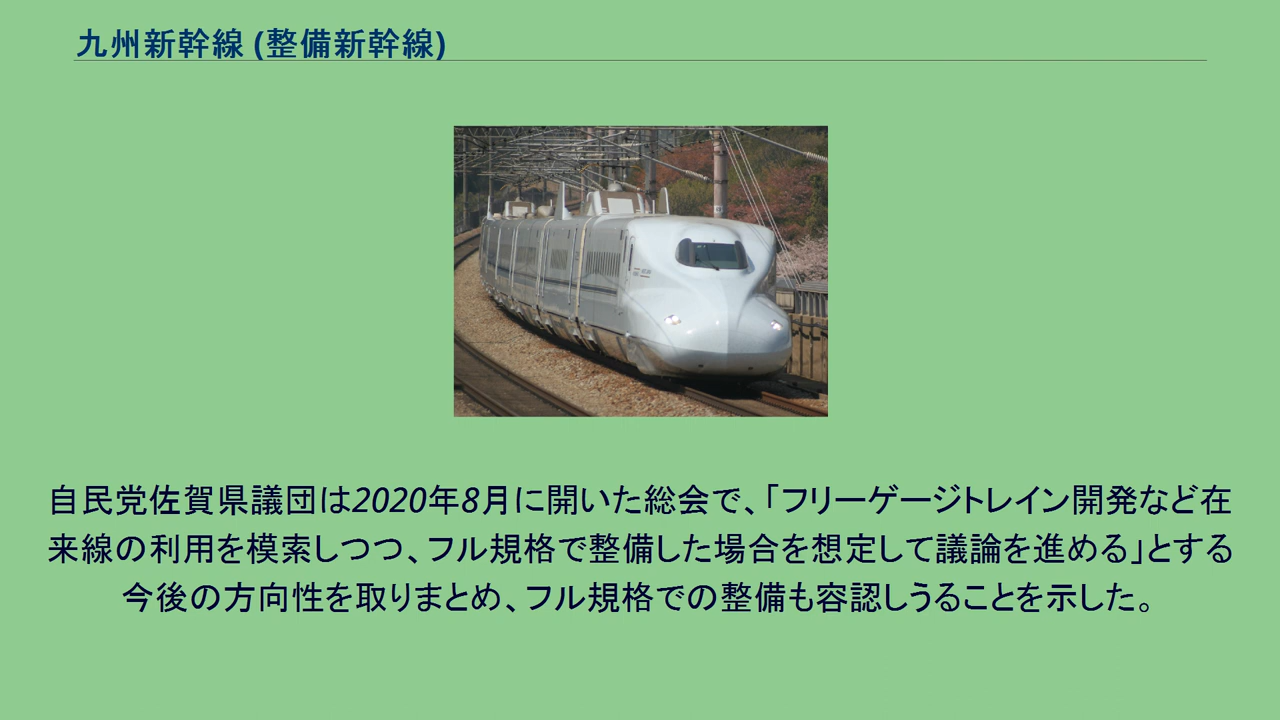 九州新幹線 (整備新幹線)
自民党佐賀県議団は2020年8月に開いた総会で、「フリーゲージトレイン開発など在
来線の利用を模索しつつ、フル規格で整備した場合を想定して議論を進める」とする
今後の方向性を取りまとめ、フル規格での整備も容認しうることを示した。